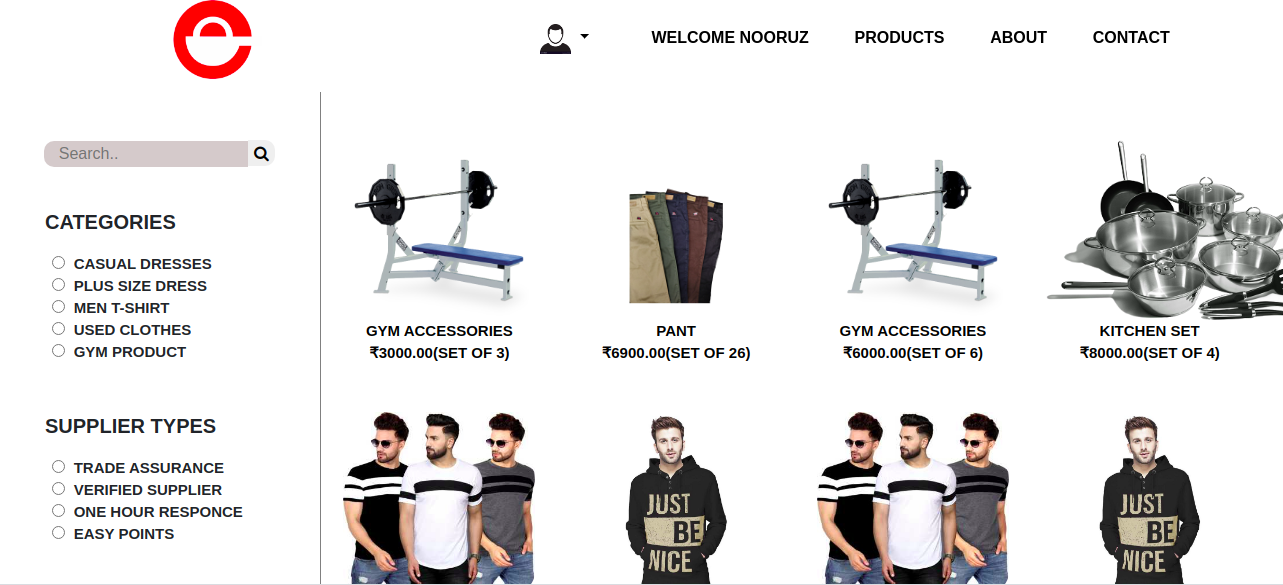 WELCOME NOORUZ PRODUCTS ABOUT CONTACT
Search..
CATEGORIES
CASUAL DRESSES
PLUS SIZE DRESS
MEN T-SHIRT
USED CLOTHES
GYM PRODUCT
SUPPLIER TYPES
TRADE ASSURANCE
VERIFIED SUPPLIER
ONE HOUR RESPONCE
EASY POINTS
GYM ACCESSORIES
₹3000.00(SET OF 3)
PANT
₹6900.00(SET OF 26)
GYM ACCESSORIES
₹6000.00(SET OF 6)
KITCHEN SET
₹8000.00(SET OF 4)
JUST
BE
NICE
JUST
BE
NICE